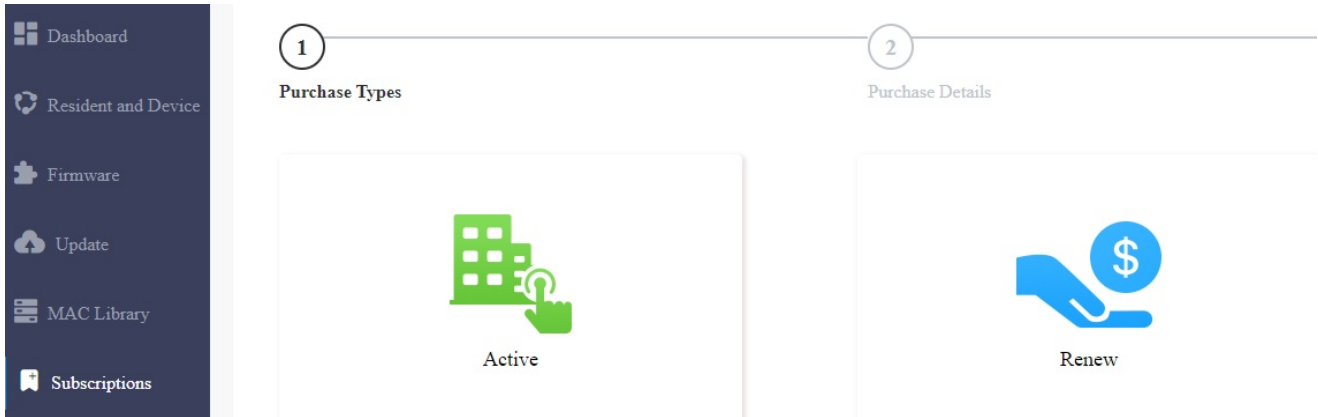 Dashboard
Resident and Device
Firmware
Update
MAC Library
Subscriptions
1
2
Purchase Types
Purchase Details
$
Active
Renew